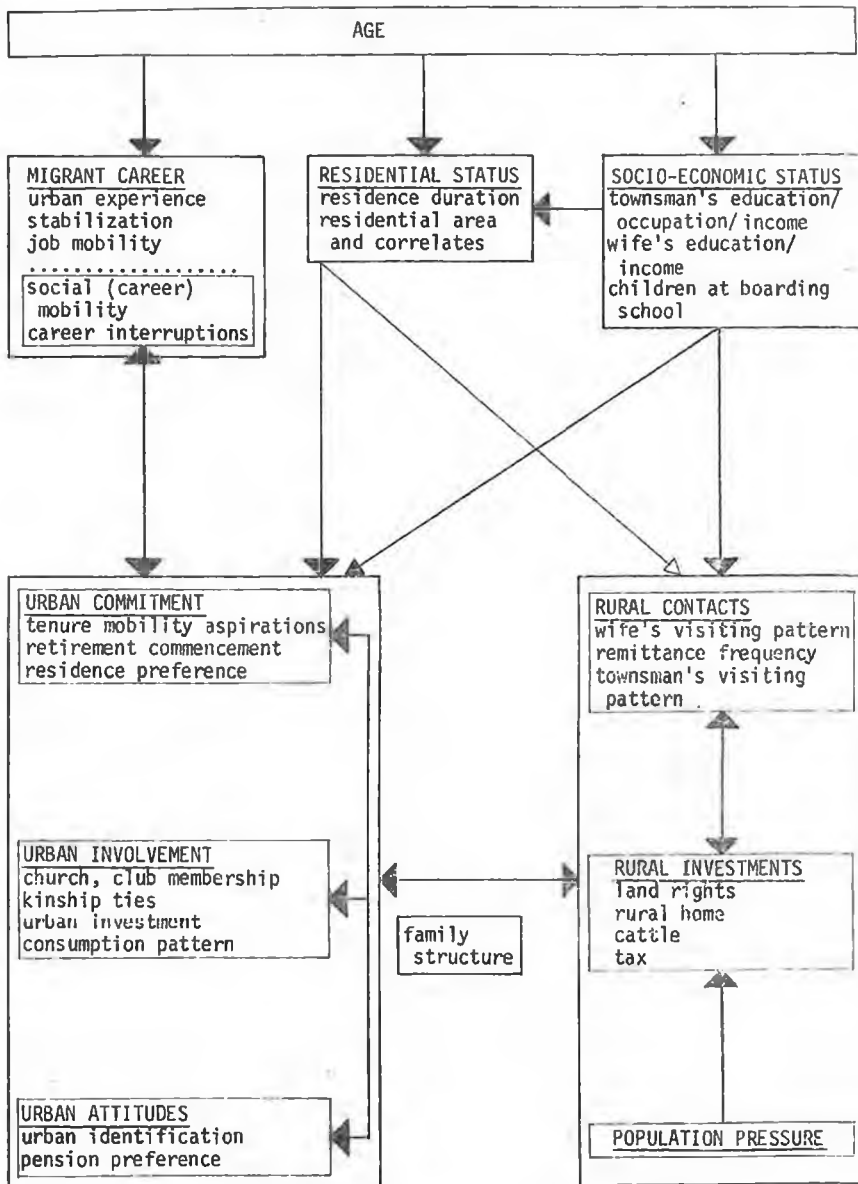 AGE
MIGRANT CAREER
urban experience
stabilization
job mobility
....................
social (career)
mobility
career interruptions
RESIDENTIAL STATUS
residence duration
residential area
and correlates
SOCIO-ECONOMIC STATUS
townsman's education/
occupation/income
wife's education/
income
children at boarding
school
URBAN COMMITMENT
tenure mobility aspirations
retirement commencement
residence preference
RURAL CONTACTS
wife's visiting pattern
remittance frequency
townsman's visiting
pattern
URBAN INVOLVEMENT
church, club membership
kinship ties
urban investment
consumption pattern
family
structure
RURAL INVESTMENTS
land rights
rural home
cattle
tax
URBAN ATTITUDES
urban identification
pension preference
POPULATION PRESSURE